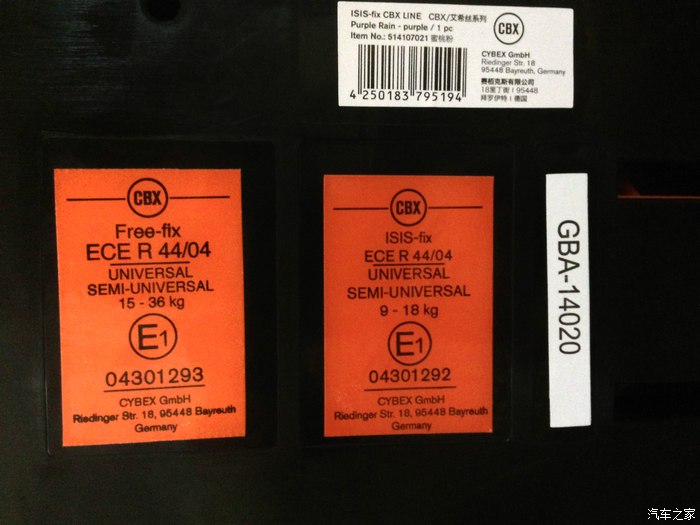 ISIS-fix CBX LINE CBX/艾希丝系列
Purple Rain - purple / 1 pc
Item No.: 514107021 蜜桃粉
4 250183 795194
CBX
CYBEX GmbH
Riedinger Str. 18
95448 Bayreuth, Germany
赛柏克斯有限公司
18里丁街 | 95448
拜罗伊特 | 德国
CBX
Free-fix
ECE R 44/04
UNIVERSAL
SEMI-UNIVERSAL
15 - 36 kg
E1
04301293
CYBEX GmbH
Riedinger Str. 18, 95448 Bayreuth
Germany
CBX
ISIS-fix
ECE R 44/04
UNIVERSAL
SEMI-UNIVERSAL
9 - 18 kg
E1
04301292
CYBEX GmbH
Riedinger Str. 18, 95448 Bayreuth
Germany
GBA-14020
汽车之家